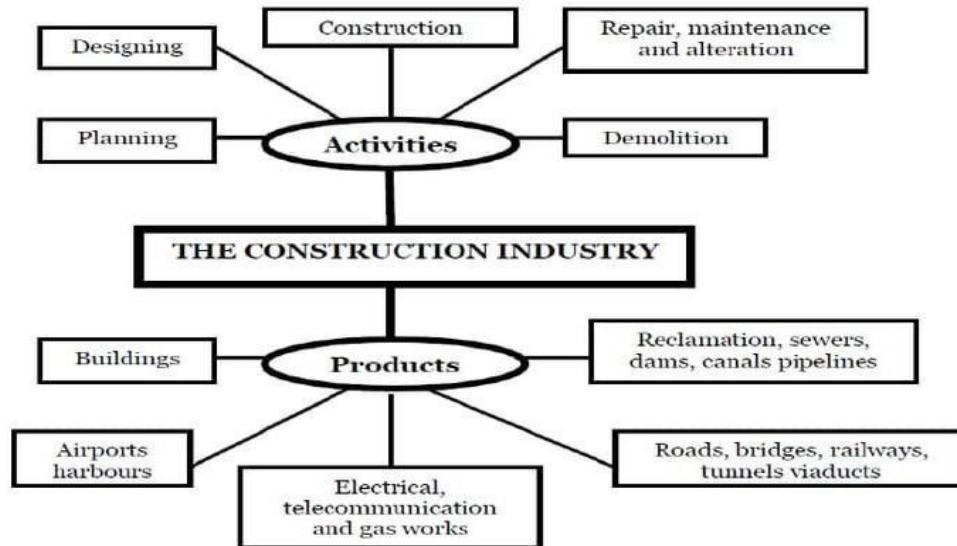 Construction
Repair, maintenance
and alteration
Designing
Planning
Activities
Demolition
THE CONSTRUCTION INDUSTRY
Buildings
Products
Reclamation, sewers,
dams, canals pipelines
Airports
harbours
Electrical,
telecommunication
and gas works
Roads, bridges, railways,
tunnels viaducts